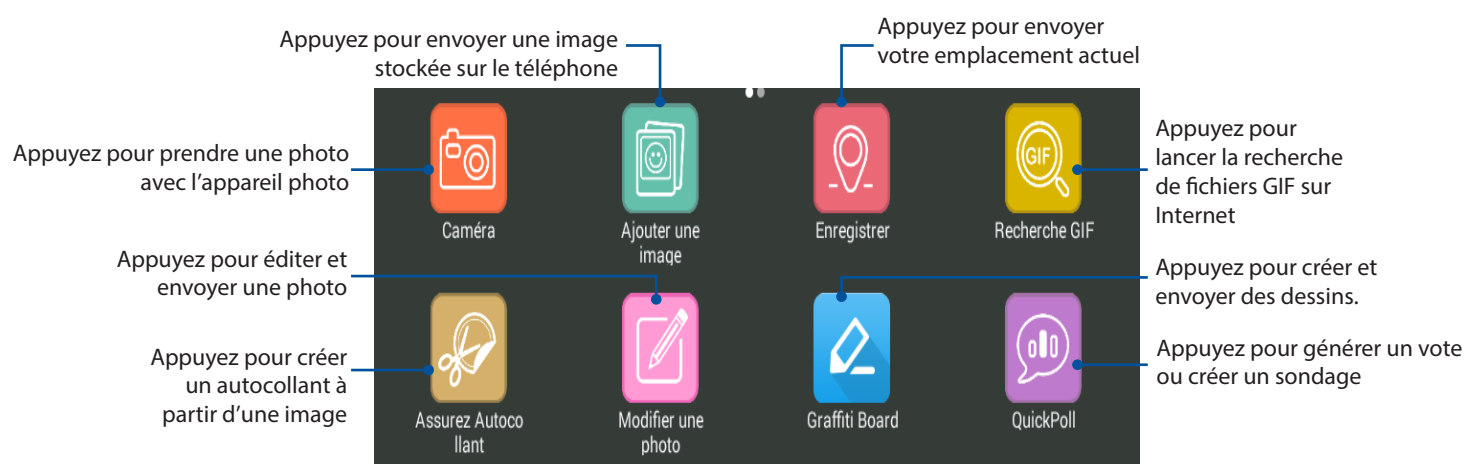 Appuyez pour envoyer une image
stockée sur le téléphone
Appuyez pour envoyer
votre emplacement actuel
Appuyez pour prendre une photo
avec l'appareil photo
GIF
Appuyez pour
lancer la recherche
de fichiers GIF sur
Internet
Caméra
Ajouter une
image
Enregistrer
Recherche GIF
Appuyez pour éditer et
envoyer une photo
Appuyez pour créer et
envoyer des dessins.
Appuyez pour créer
un autocollant à
partir d'une image
Appuyez pour générer un vote
ou créer un sondage
Assurez Autoco
llant
Modifier une
photo
Graffiti Board
QuickPoll